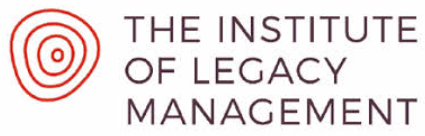 THE INSTITUTE
OF LEGACY
MANAGEMENT